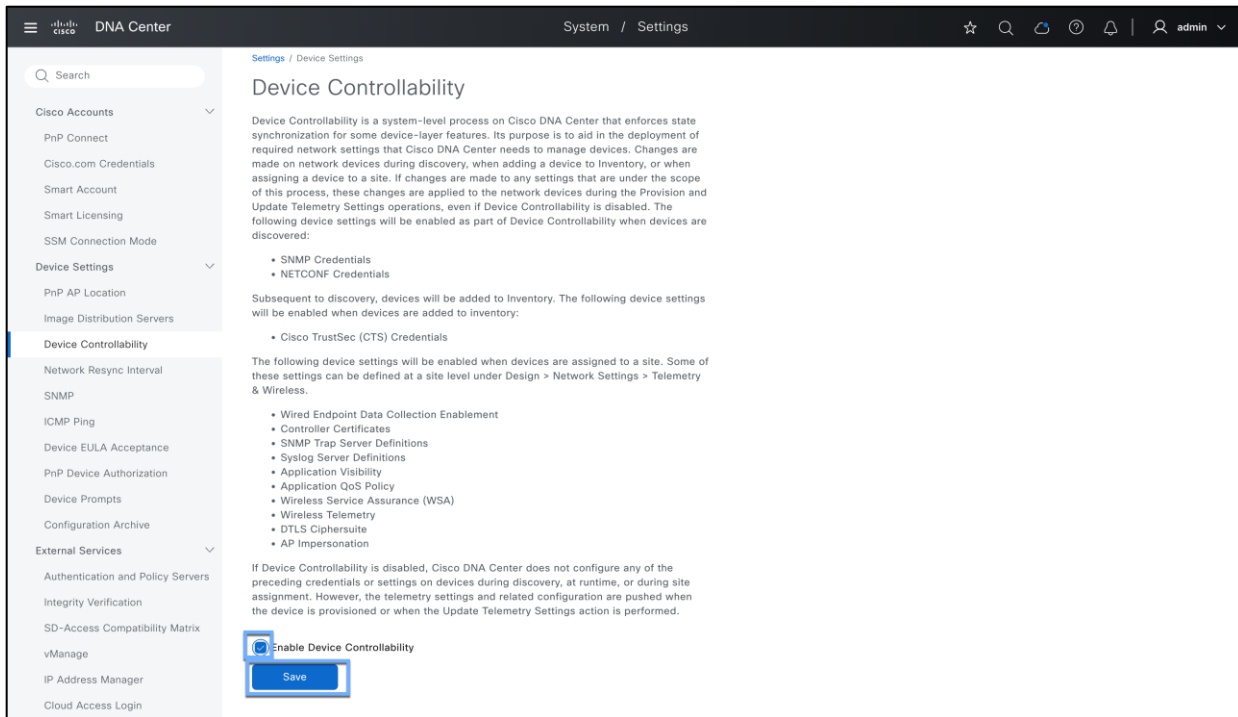 CISCO DNA Center
System / Settings
admin
Search
Cisco Accounts
PnP Connect
Cisco.com Credentials
Smart Account
Smart Licensing
SSM Connection Mode
Device Settings
PnP AP Location
Image Distribution Servers
Device Controllability
Network Resync Interval
SNMP
ICMP Ping
Device EULA Acceptance
PnP Device Authorization
Device Prompts
Configuration Archive
External Services
Authentication and Policy Servers
Integrity Verification
SD-Access Compatibility Matrix
vManage
IP Address Manager
Cloud Access Login
Settings / Device Settings
Device Controllability
Device Controllability is a system-level process on Cisco DNA Center that enforces state
synchronization for some device-layer features. Its purpose is to aid in the deployment of
required network settings that Cisco DNA Center needs to manage devices. Changes are
made on network devices during discovery, when adding a device to Inventory, or when
assigning a device to a site. If changes are made to any settings that are under the scope
of this process, these changes are applied to the network devices during the Provision and
Update Telemetry Settings operations, even if Device Controllability is disabled. The
following device settings will be enabled as part of Device Controllability when devices are
discovered:
• SNMP Credentials
• NETCONF Credentials
Subsequent to discovery, devices will be added to Inventory. The following device settings
will be enabled when devices are added to inventory:
• Cisco TrustSec (CTS) Credentials
The following device settings will be enabled when devices are assigned to a site. Some of
these settings can be defined at a site level under Design > Network Settings > Telemetry
& Wireless.
• Wired Endpoint Data Collection Enablement
• Controller Certificates
• SNMP Trap Server Definitions
• Syslog Server Definitions
• Application Visibility
• Application QoS Policy
• Wireless Service Assurance (WSA)
• Wireless Telemetry
• DTLS Ciphersuite
• AP Impersonation
If Device Controllability is disabled, Cisco DNA Center does not configure any of the
preceding credentials or settings on devices during discovery, at runtime, or during site
assignment. However, the telemetry settings and related configuration are pushed when
the device is provisioned or when the Update Telemetry Settings action is performed.
Enable Device Controllability
Save